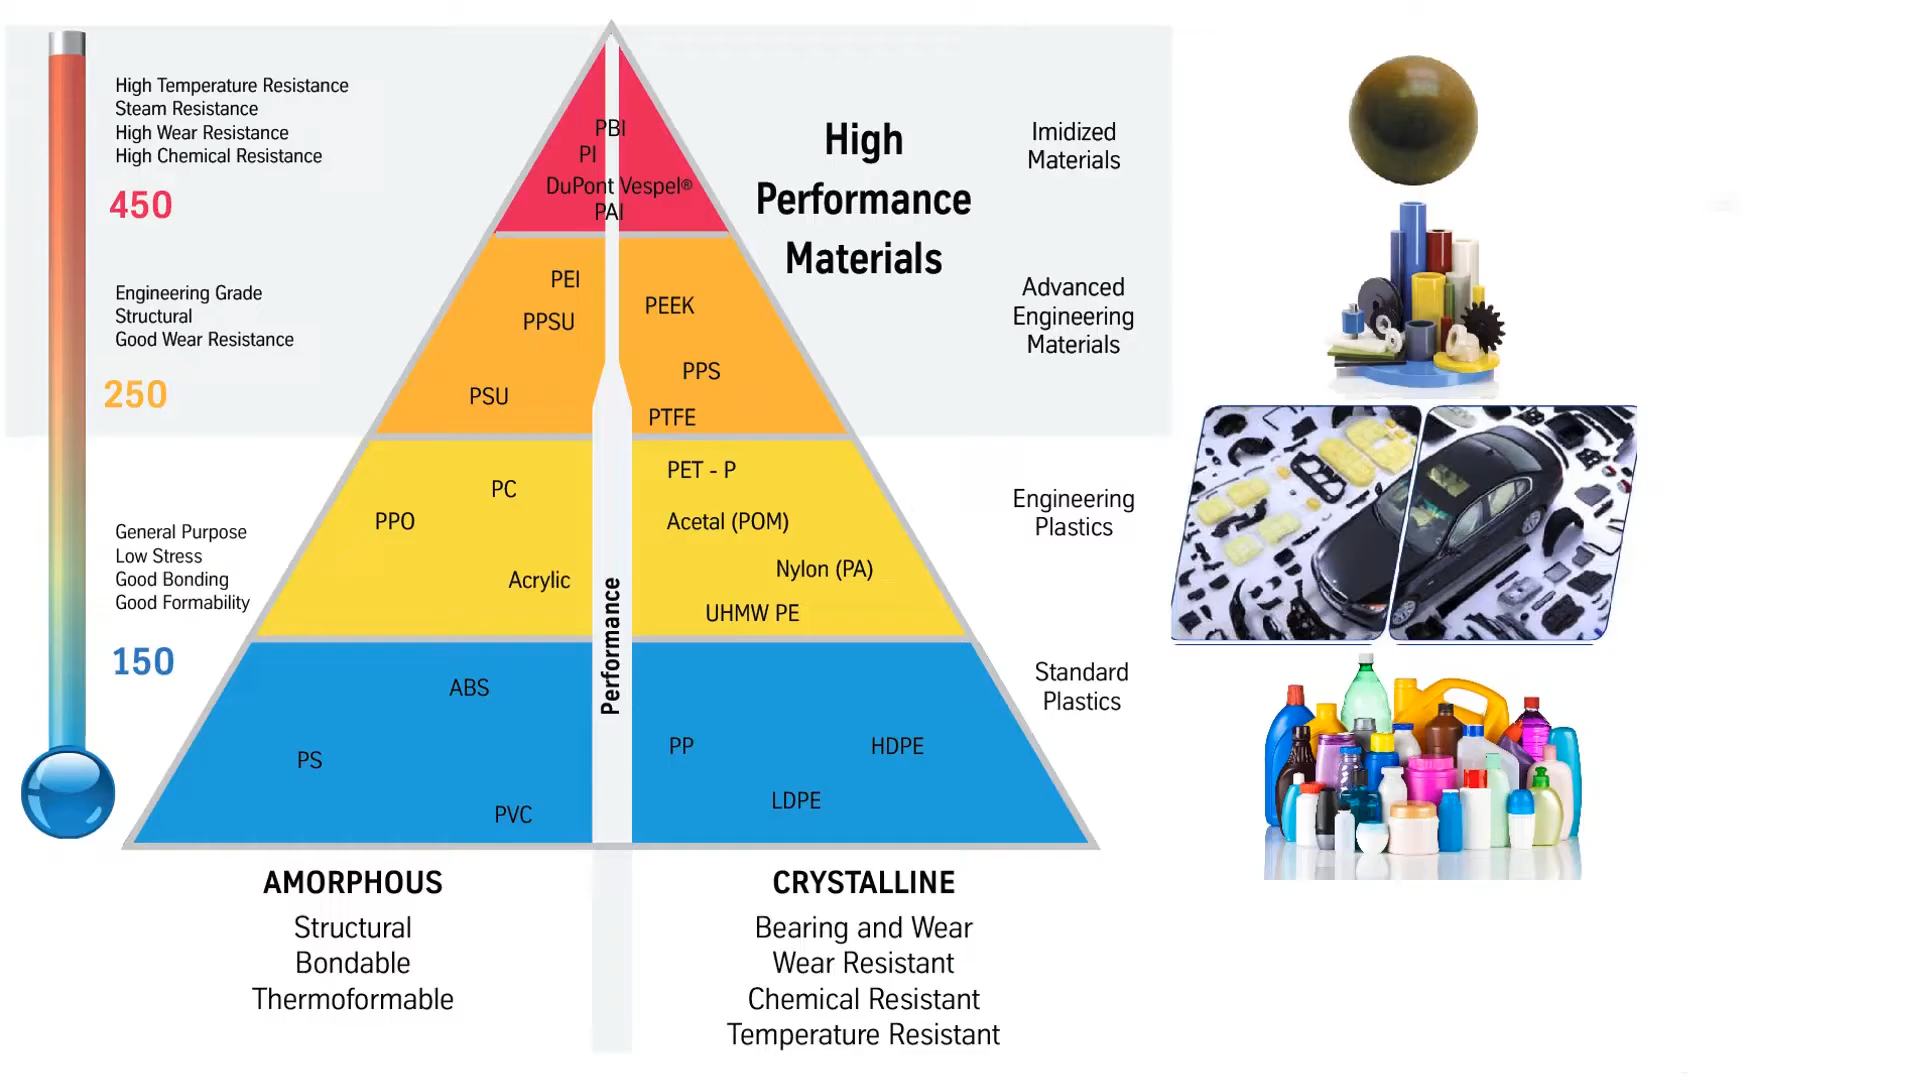 High Temperature Resistance
Steam Resistance
High Wear Resistance
High Chemical Resistance
450
Engineering Grade
Structural
Good Wear Resistance
250
General Purpose
Low Stress
Good Bonding
Good Formability
150
PBI
PI
DuPont Vespel®
PAI
PEI
PPSU
PSU
PEEK
PPS
PTFE
PC
PPO
Acrylic
PET - P
Acetal (POM)
Nylon (PA)
UHMW PE
Performance
ABS
PS
PVC
PP
HDPE
LDPE
High
Performance
Materials
Imidized
Materials
Advanced
Engineering
Materials
Engineering
Plastics
Standard
Plastics
AMORPHOUS
Structural
Bondable
Thermoformable
CRYSTALLINE
Bearing and Wear
Wear Resistant
Chemical Resistant
Temperature Resistant